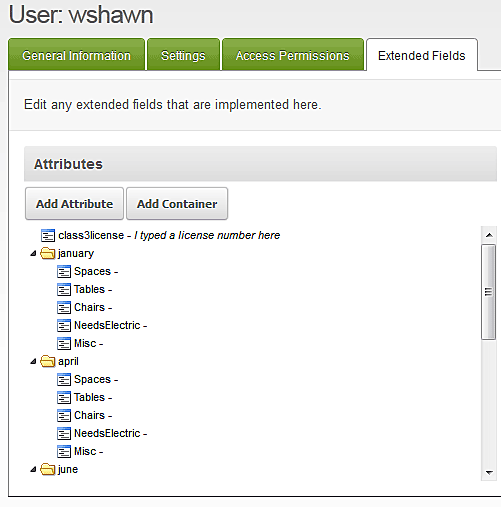 User: wshawn
General Information Settings Access Permissions Extended Fields
Edit any extended fields that are implemented here.
Attributes
Add Attribute Add Container
class3license - I typed a license number here
january
Spaces -
Tables -
Chairs -
NeedsElectric -
Misc -
april
Spaces -
Tables -
Chairs -
NeedsElectric -
Misc -
june